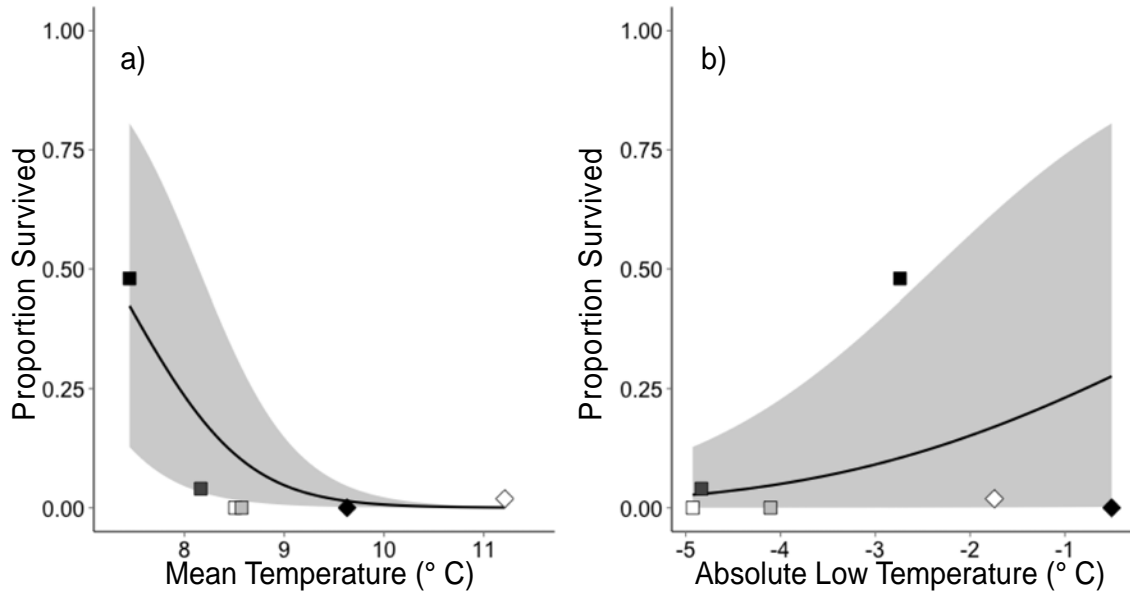 a)
Proportion Survived
1.00
0.75
0.50
0.25
0.00
8 9 10 11
Mean Temperature (° C)
b)
Proportion Survived
1.00
0.75
0.50
0.25
0.00
-5 -4 -3 -2 -1
Absolute Low Temperature (° C)